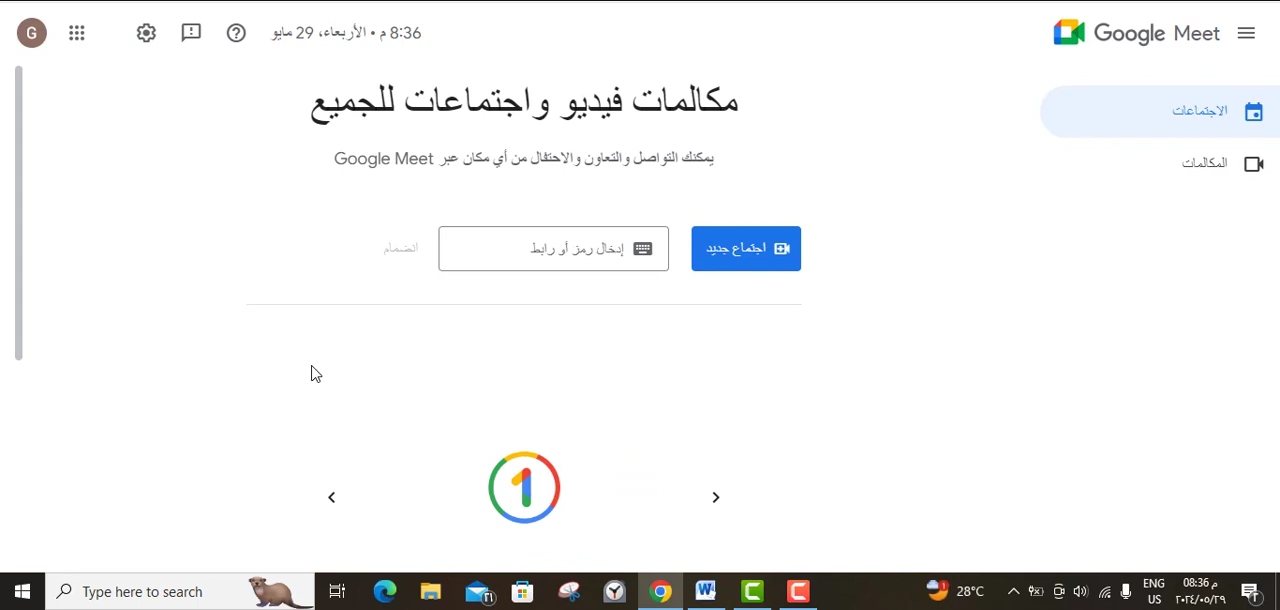 Google Meet
8:36 م • الأربعاء، 29 مايو
G
الاجتماعات
المكالمات
مكالمات فيديو واجتماعات للجميع
يمكنك التواصل والتعاون والاحتفال من أي مكان عبر Google Meet
اجتماع جديد
إدخال رمز أو رابط
انضمام
1
Type here to search
28°C
ENG
US
08:36 م
٢٠٢٤/٠٥/٢٩